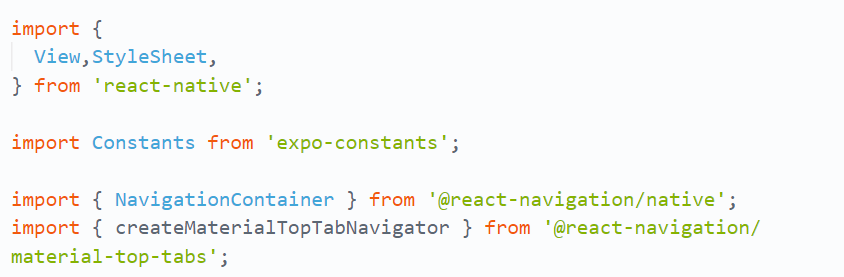 import {
  View,StyleSheet,
} from 'react-native';
import Constants from 'expo-constants';
import { NavigationContainer } from '@react-navigation/native';
import { createMaterialTopTabNavigator } from '@react-navigation/
material-top-tabs';